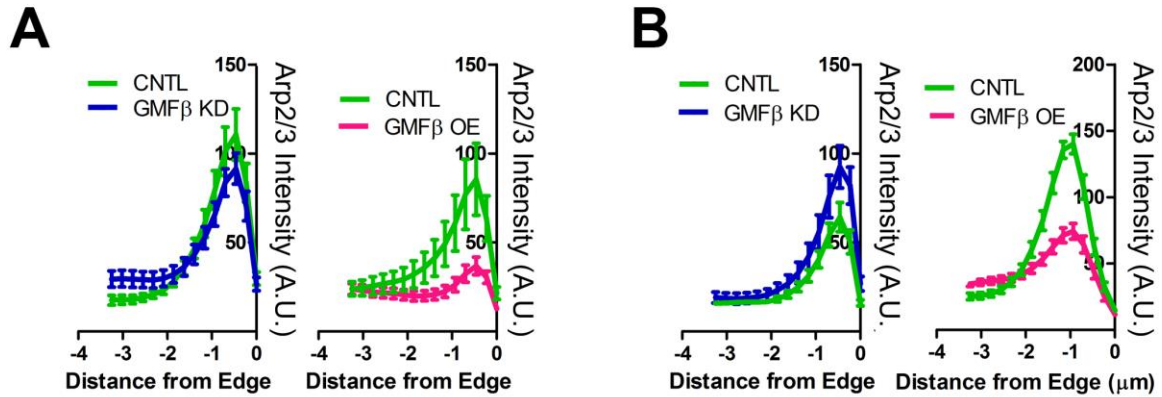 A
150
100
50
Arp2/3 Intensity (A.U.)
CNTL
GMFβ KD
-4 -3 -2 -1 0
Distance from Edge
150
100
50
Arp2/3 Intensity (A.U.)
CNTL
GMFβ OE
-4 -3 -2 -1 0
Distance from Edge
B
150
100
50
Arp2/3 Intensity (A.U.)
CNTL
GMFβ KD
-4 -3 -2 -1 0
Distance from Edge
200
150
100
50
Arp2/3 Intensity (A.U.)
CNTL
GMFβ OE
-4 -3 -2 -1 0
Distance from Edge (μm)